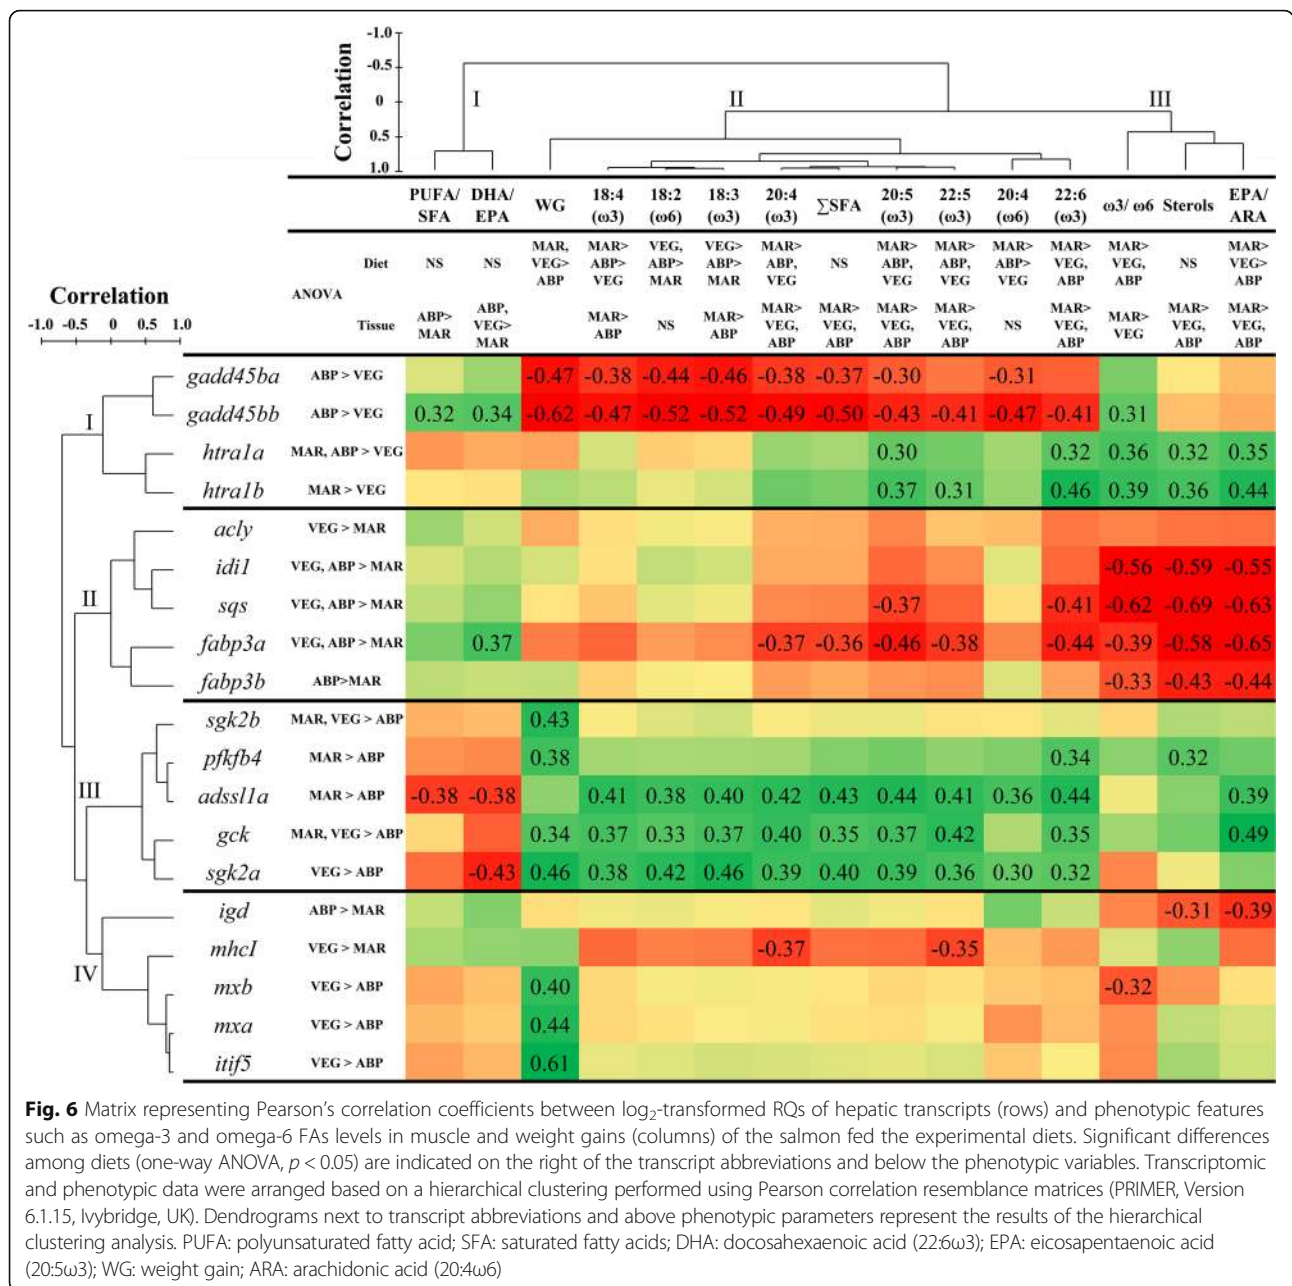 -1.0
-0.5
0
0.5
1.0
Correlation
I
II
III
PUFA/ DHA/ WG 18:4 18:2 18:3 20:4 ∑SFA 20:5 22:5 20:4 22:6 ω3/ ω6 Sterols EPA/
SFA EPA (ω3) (ω6) (ω3) (ω3) (ω3) (ω3) (ω6) (ω3) ARA
MAR, MAR> VEG, VEG> MAR> MAR> MAR> MAR> MAR> MAR> MAR>
Diet NS NS VEG> ABP> ABP> ABP> ABP, NS ABP, ABP, ABP> VEG, VEG, NS VEG>
ABP VEG MAR MAR VEG VEG VEG VEG ABP ABP ABP
ANOVA
ABP, MAR> MAR> MAR> MAR> MAR> MAR> MAR>
Tissue ABP> VEG> MAR> NS MAR> VEG, VEG, VEG, VEG, NS VEG, MAR> VEG, VEG,
MAR MAR ABP ABP ABP ABP ABP ABP ABP VEG ABP ABP
Correlation
-1.0 -0.5 0 0.5 1.0
gadd45ba ABP > VEG -0.47 -0.38 -0.44 -0.46 -0.38 -0.37 -0.30 -0.31
I
gadd45bb ABP > VEG 0.32 0.34 -0.62 -0.47 -0.52 -0.52 -0.49 -0.50 -0.43 -0.41 -0.47 -0.41 0.31
htra1a MAR, ABP > VEG 0.30 0.32 0.36 0.32 0.35
htra1b MAR > VEG 0.37 0.31 0.46 0.39 0.36 0.44
acly VEG > MAR
idi1 VEG, ABP > MAR -0.56 -0.59 -0.55
II
sqs VEG, ABP > MAR -0.37 -0.41 -0.62 -0.69 -0.63
fabp3a VEG, ABP > MAR 0.37 -0.37 -0.36 -0.46 -0.38 -0.44 -0.39 -0.58 -0.65
fabp3b ABP>MAR -0.33 -0.43 -0.44
sgk2b MAR, VEG > ABP 0.43
pfkfb4 MAR > ABP 0.38 0.34 0.32
III
adssl1a MAR > ABP -0.38 -0.38 0.41 0.38 0.40 0.42 0.43 0.44 0.41 0.36 0.44 0.39
gck MAR, VEG > ABP 0.34 0.37 0.33 0.37 0.40 0.35 0.37 0.42 0.35 0.49
sgk2a VEG > ABP -0.43 0.46 0.38 0.42 0.46 0.39 0.40 0.39 0.36 0.30 0.32
igd ABP > MAR -0.31 -0.39
mhcI VEG > MAR -0.37 -0.35
IV
mxb VEG > ABP 0.40 -0.32
mxa VEG > ABP 0.44
itif5 VEG > ABP 0.61
Fig. 6 Matrix representing Pearson's correlation coefficients between log2-transformed RQs of hepatic transcripts (rows) and phenotypic features
such as omega-3 and omega-6 FAs levels in muscle and weight gains (columns) of the salmon fed the experimental diets. Significant differences
among diets (one-way ANOVA, p < 0.05) are indicated on the right of the transcript abbreviations and below the phenotypic variables. Transcriptomic
and phenotypic data were arranged based on a hierarchical clustering performed using Pearson correlation resemblance matrices (PRIMER, Version
6.1.15, Ivybridge, UK). Dendrograms next to transcript abbreviations and above phenotypic parameters represent the results of the hierarchical
clustering analysis. PUFA: polyunsaturated fatty acid; SFA: saturated fatty acids; DHA: docosahexaenoic acid (22:6ω3); EPA: eicosapentaenoic acid
(20:5ω3); WG: weight gain; ARA: arachidonic acid (20:4ω6)